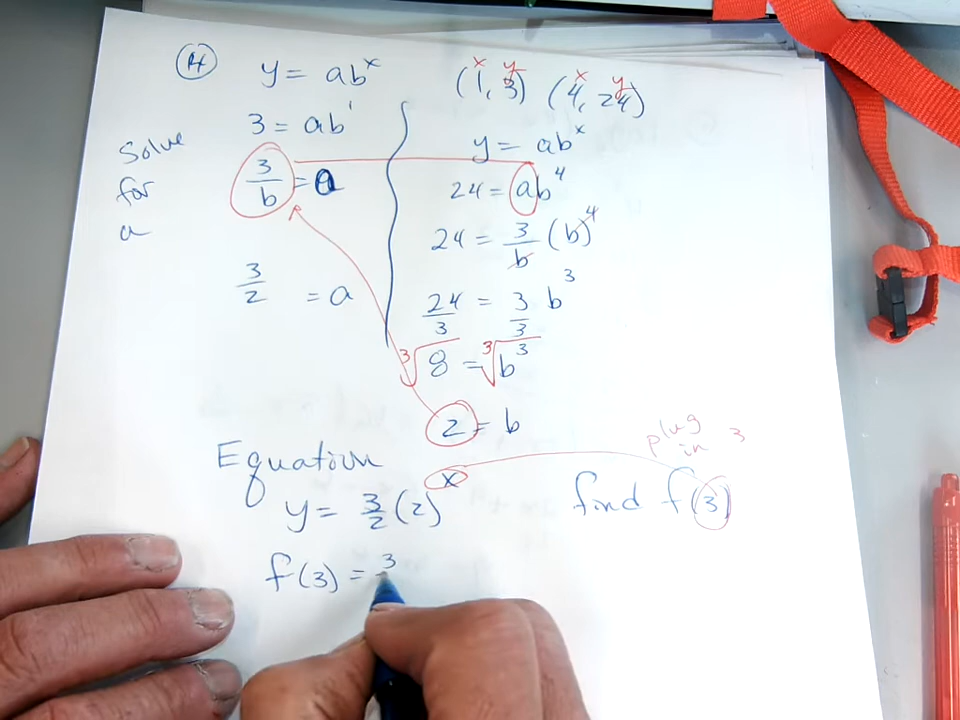 14
y = ab^x
x y x y
(1, 3) (4, 24)
3 = ab^1
Solve
for
a
3/b = a
3/2 = a
y = ab^x
24 = ab^4
24 = 3/b (b)^4
24/3 = 3/3 b^3
∛8 = ∛b^3
2 = b
Equation
y = 3/2 (2)^x
plug
in 3
find f(3)
f(3) = 3